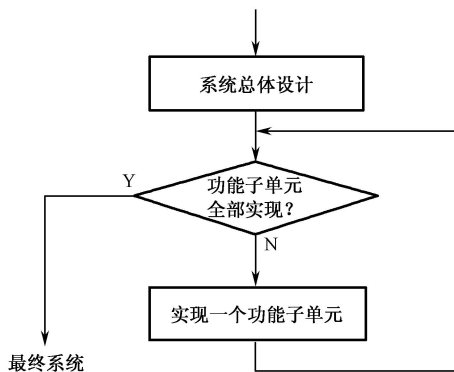 系统总体设计
Y
功能子单元
全部实现？
N
实现一个功能子单元
最终系统